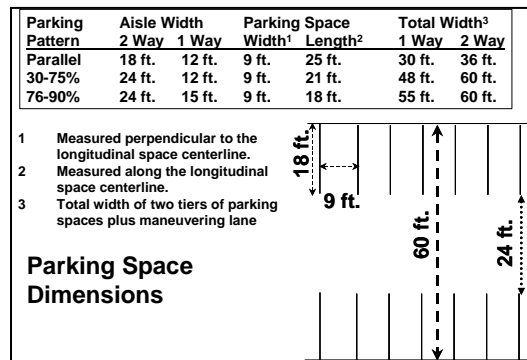 Parking Aisle Width Parking Space Total Width3
Pattern 2 Way 1 Way Width1 Length2 1 Way 2 Way
Parallel 18 ft. 12 ft. 9 ft. 25 ft. 30 ft. 36 ft.
30-75% 24 ft. 12 ft. 9 ft. 21 ft. 48 ft. 60 ft.
76-90% 24 ft. 15 ft. 9 ft. 18 ft. 55 ft. 60 ft.
1 Measured perpendicular to the
longitudinal space centerline.
2 Measured along the longitudinal
space centerline.
3 Total width of two tiers of parking
spaces plus maneuvering lane
Parking Space
Dimensions
18 ft.
9 ft.
60 ft.
24 ft.